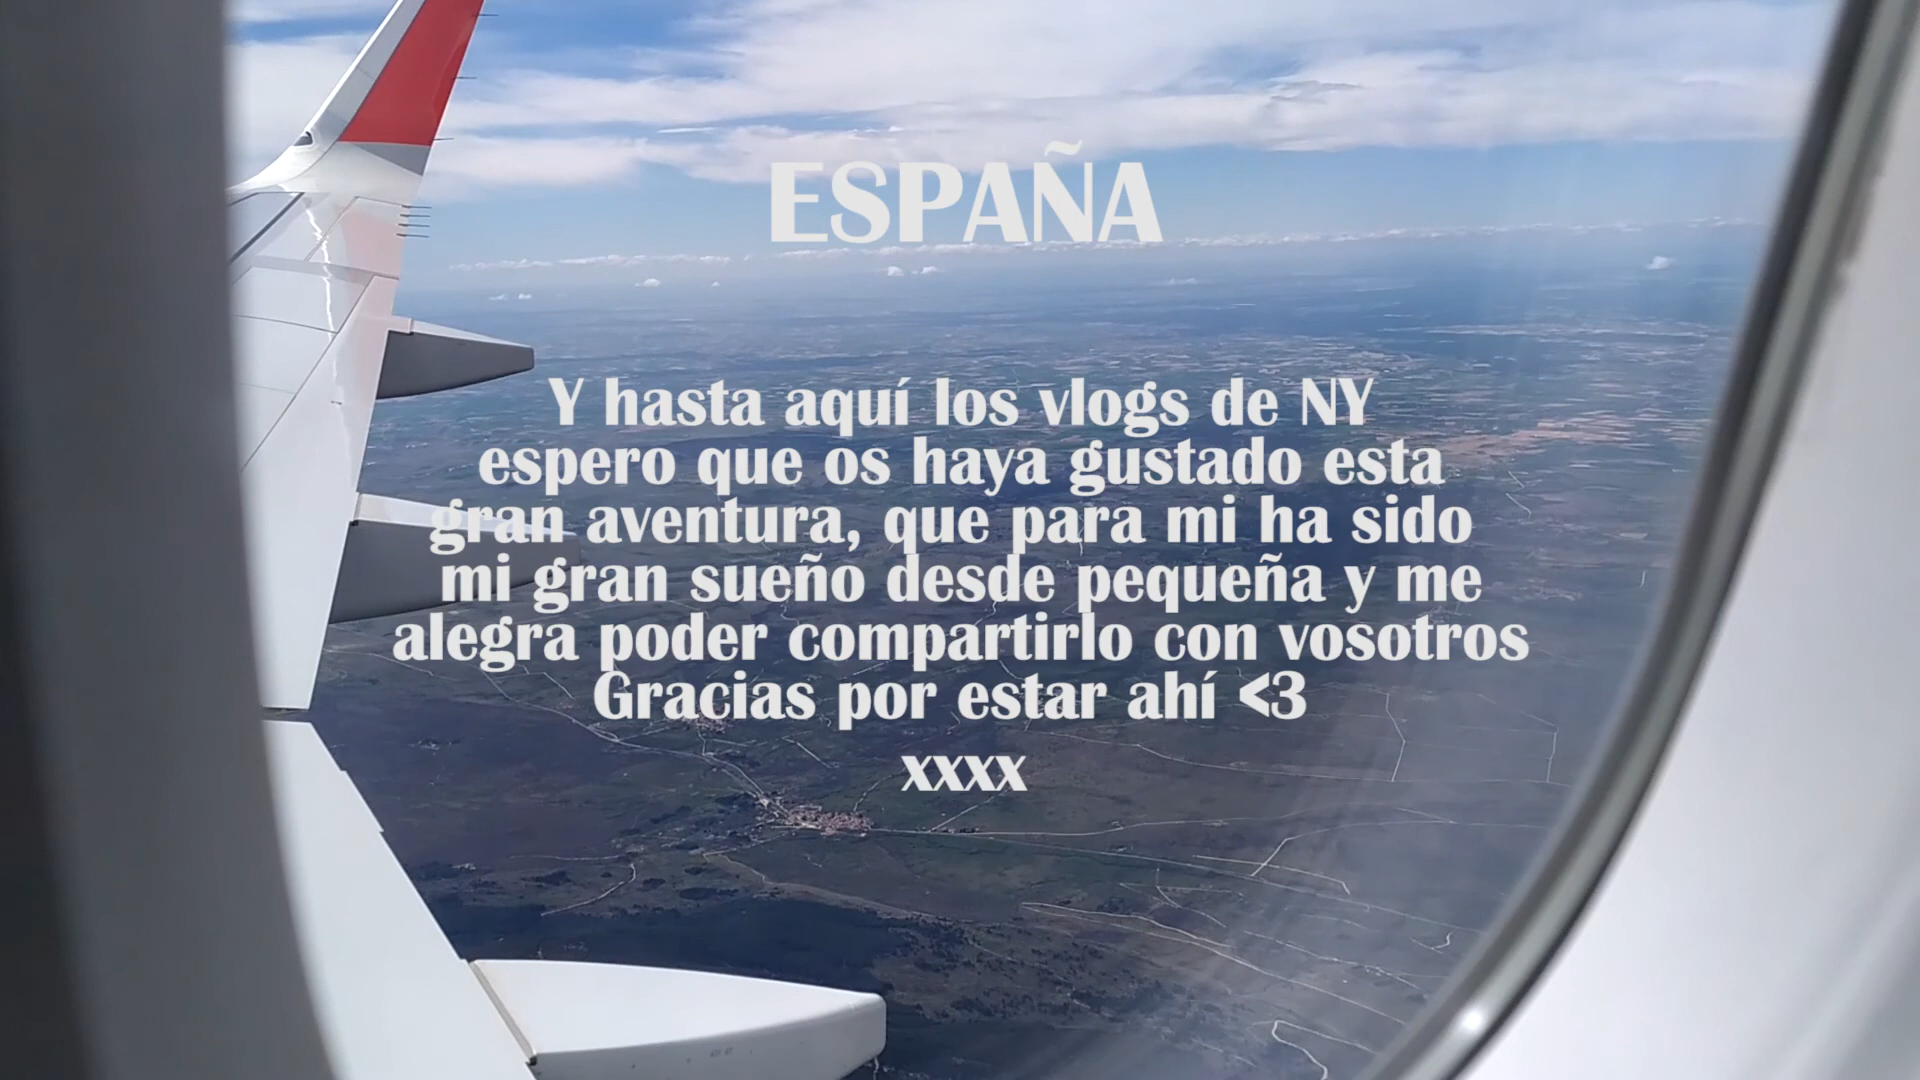 ESPAÑA
Y hasta aquí los vlogs de NY
espero que os haya gustado esta
gran aventura, que para mi ha sido
mi gran sueño desde pequeña y me
alegra poder compartirlo con vosotros
Gracias por estar ahí <3
xxxx